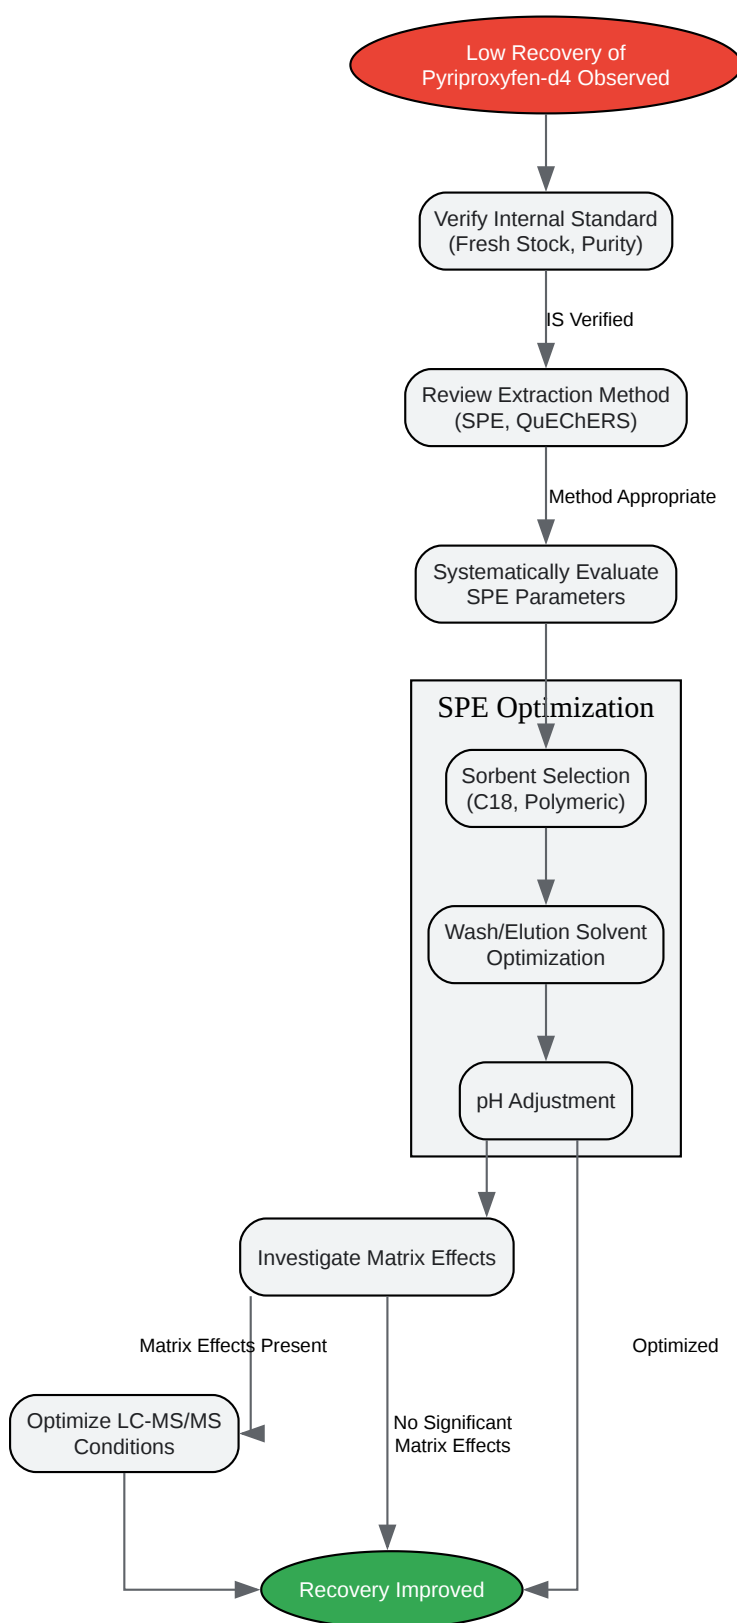 Low Recovery of
Pyriproxyfen-d4 Observed
Verify Internal Standard
(Fresh Stock, Purity)
IS Verified
Review Extraction Method
(SPE, QuEChERS)
Method Appropriate
Systematically Evaluate
SPE Parameters
SPE Optimization
Sorbent Selection
(C18, Polymeric)
Wash/Elution Solvent
Optimization
pH Adjustment
Investigate Matrix Effects
Matrix Effects Present
Optimized
Optimize LC-MS/MS
Conditions
No Significant
Matrix Effects
Recovery Improved